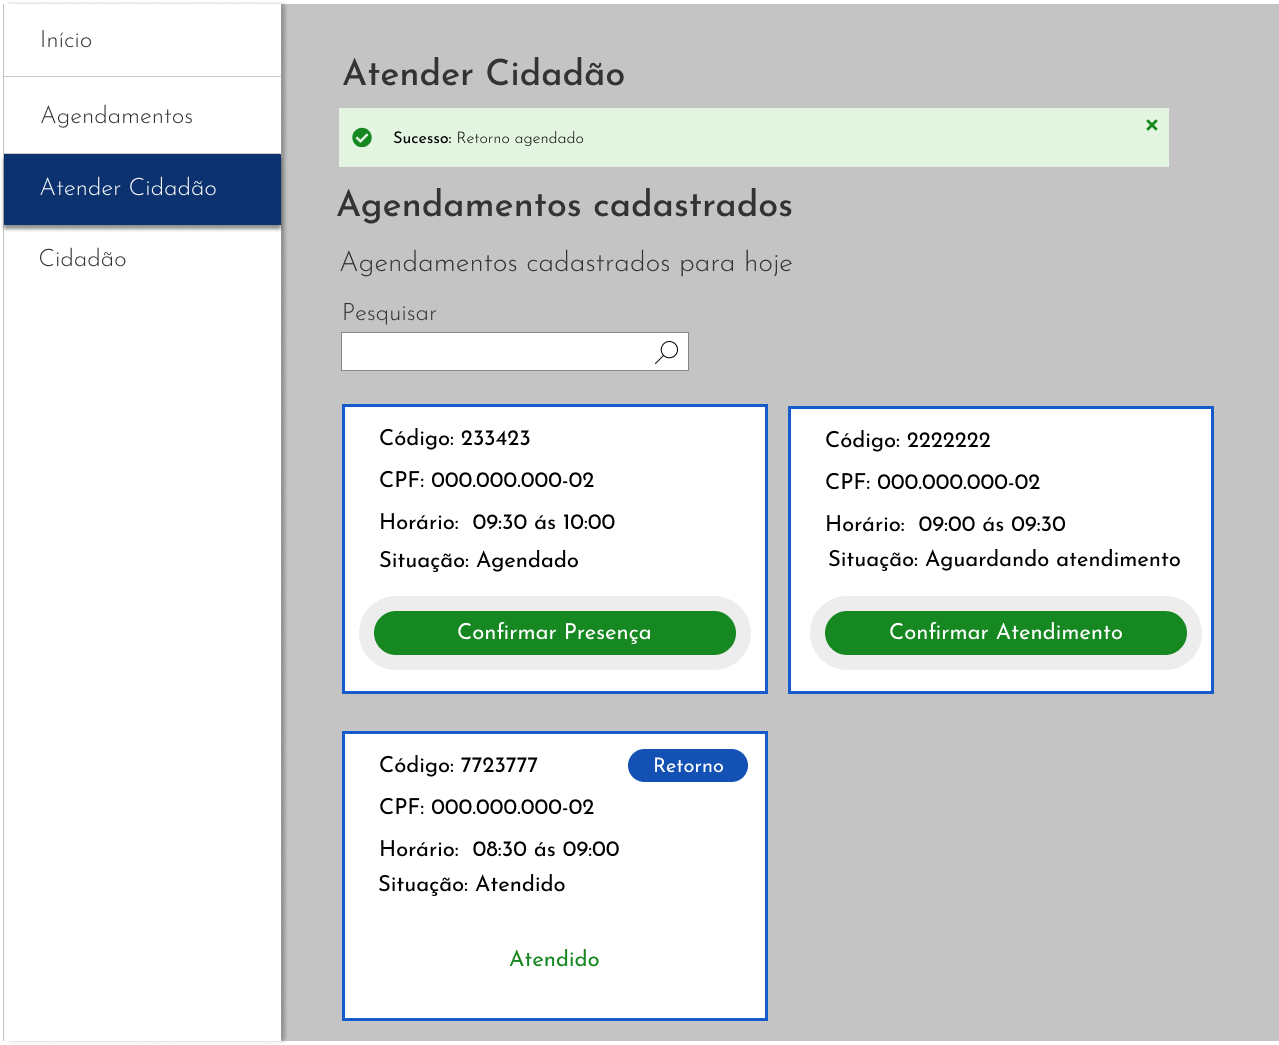 Início
Agendamentos
Atender Cidadão
Cidadão
Atender Cidadão
Sucesso: Retorno agendado
Agendamentos cadastrados
Agendamentos cadastrados para hoje
Pesquisar
Código: 233423
CPF: 000.000.000-02
Horário: 09:30 ás 10:00
Situação: Agendado
Confirmar Presença
Código: 2222222
CPF: 000.000.000-02
Horário: 09:00 ás 09:30
Situação: Aguardando atendimento
Confirmar Atendimento
Código: 7723777
Retorno
CPF: 000.000.000-02
Horário: 08:30 ás 09:00
Situação: Atendido
Atendido